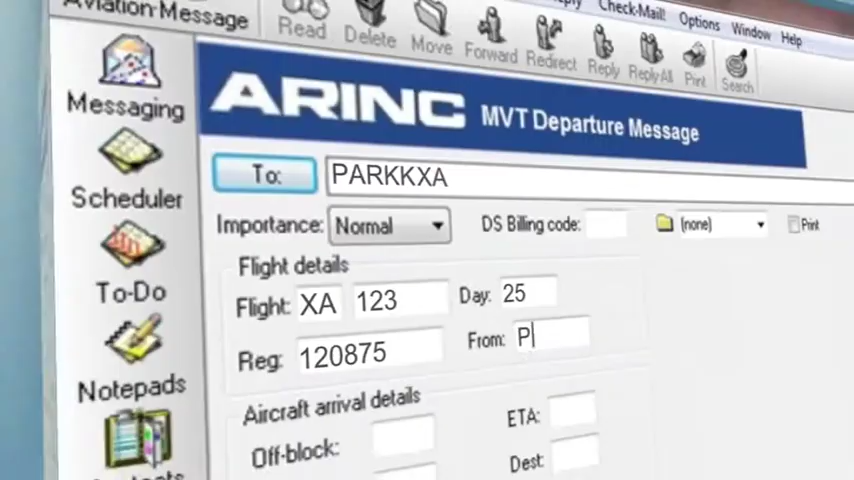 Aviation Message
Check-Mail! Options Window Help
Read Delete Move Forward Redirect Reply Reply All Print Search
Messaging
Scheduler
To-Do
Notepads
ARINC MVT Departure Message
To: PARKKXA
Importance: Normal DS Billing code: (none) Print
Flight details
Flight: XA 123 Day: 25
Reg: 120875 From: P
Aircraft arrival details
Off-block: ETA:
Dest: